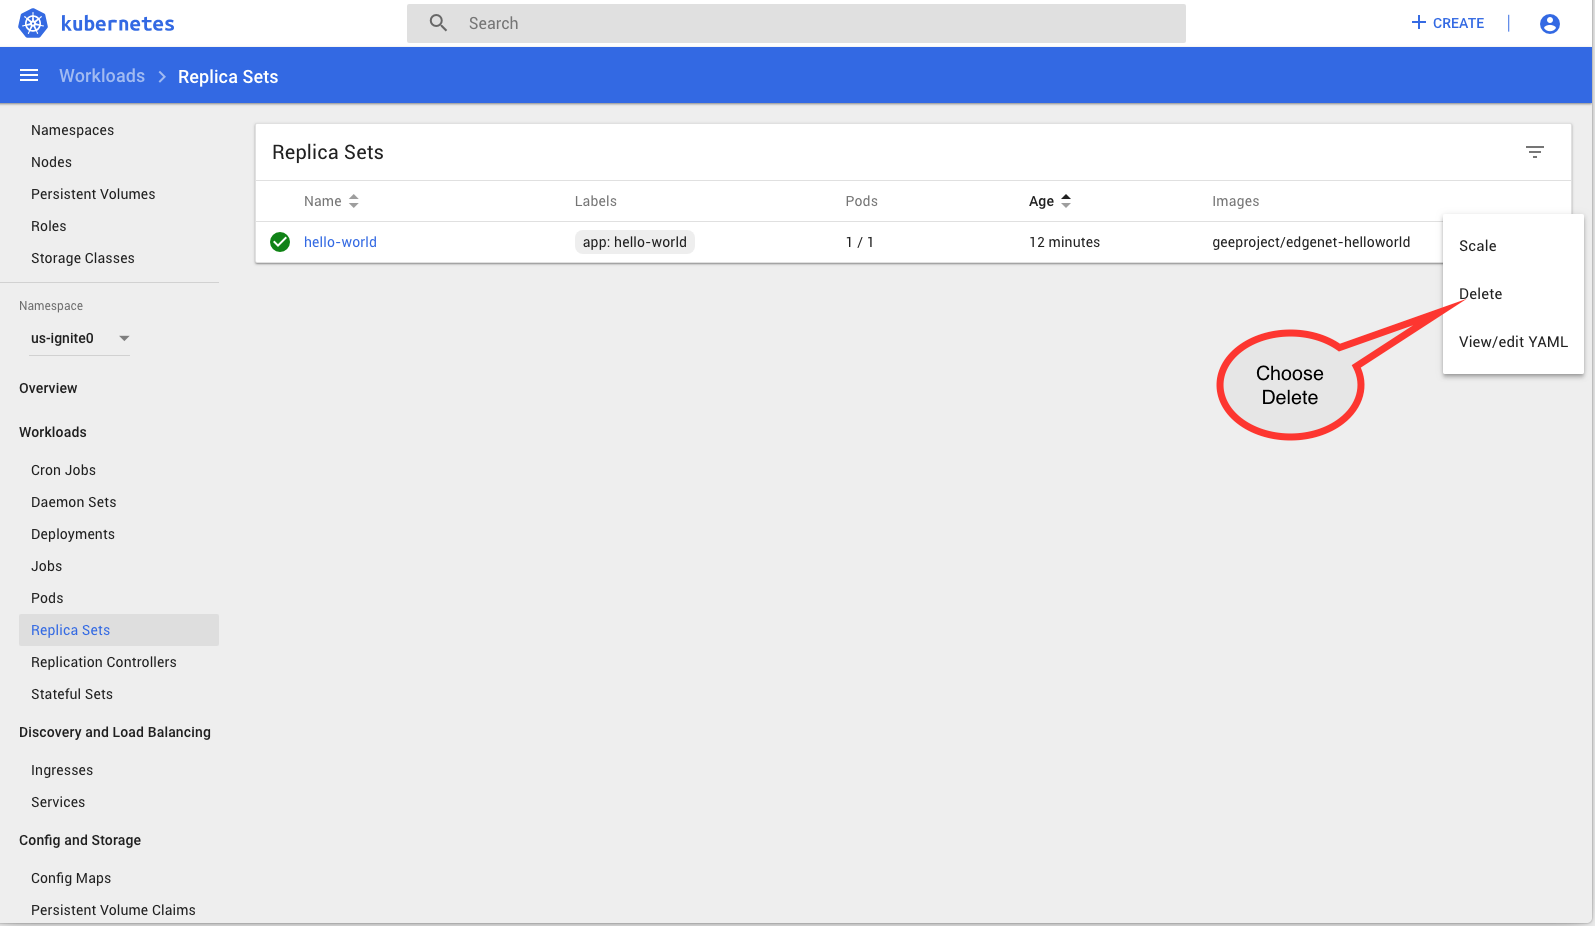 kubernetes
Search
CREATE
Workloads
Replica Sets
Namespaces
Nodes
Persistent Volumes
Roles
Storage Classes
Namespace
us-ignite0
Overview
Workloads
Cron Jobs
Daemon Sets
Deployments
Jobs
Pods
Replica Sets
Replication Controllers
Stateful Sets
Discovery and Load Balancing
Ingresses
Services
Config and Storage
Config Maps
Persistent Volume Claims
Replica Sets
Name Labels Pods Age Images
hello-world app: hello-world 1 / 1 12 minutes geeproject/edgenet-helloworld
Scale
Delete
View/edit YAML
Choose
Delete